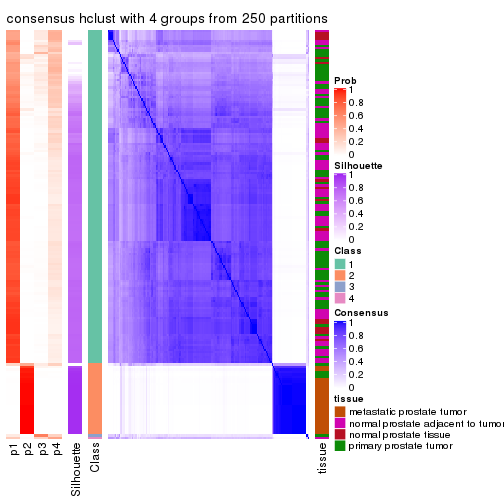 consensus hclust with 4 groups from 250 partitions
Prob
1
0.8
0.6
0.4
0.2
0
Silhouette
1
0.8
0.6
0.4
0.2
0
Class
1
2
3
4
Consensus
1
0.8
0.6
0.4
0.2
0
tissue
metastatic prostate tumor
normal prostate adjacent to tumor
normal prostate tissue
primary prostate tumor
p1
p2
p3
p4
Silhouette
Class
tissue